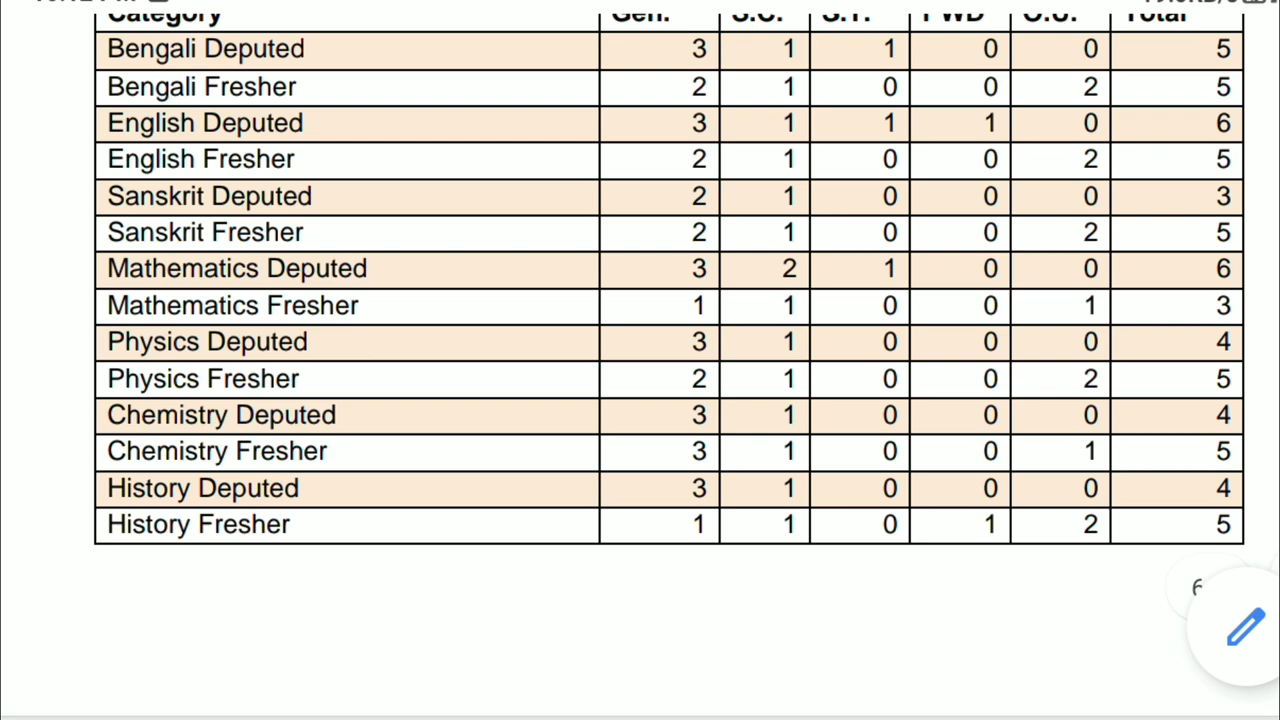 Category Gen. S.C. S.T. PWD O.U. Total
Bengali Deputed 3 1 1 0 0 5
Bengali Fresher 2 1 0 0 2 5
English Deputed 3 1 1 1 0 6
English Fresher 2 1 0 0 2 5
Sanskrit Deputed 2 1 0 0 0 3
Sanskrit Fresher 2 1 0 0 2 5
Mathematics Deputed 3 2 1 0 0 6
Mathematics Fresher 1 1 0 0 1 3
Physics Deputed 3 1 0 0 0 4
Physics Fresher 2 1 0 0 2 5
Chemistry Deputed 3 1 0 0 0 4
Chemistry Fresher 3 1 0 0 1 5
History Deputed 3 1 0 0 0 4
History Fresher 1 1 0 1 2 5